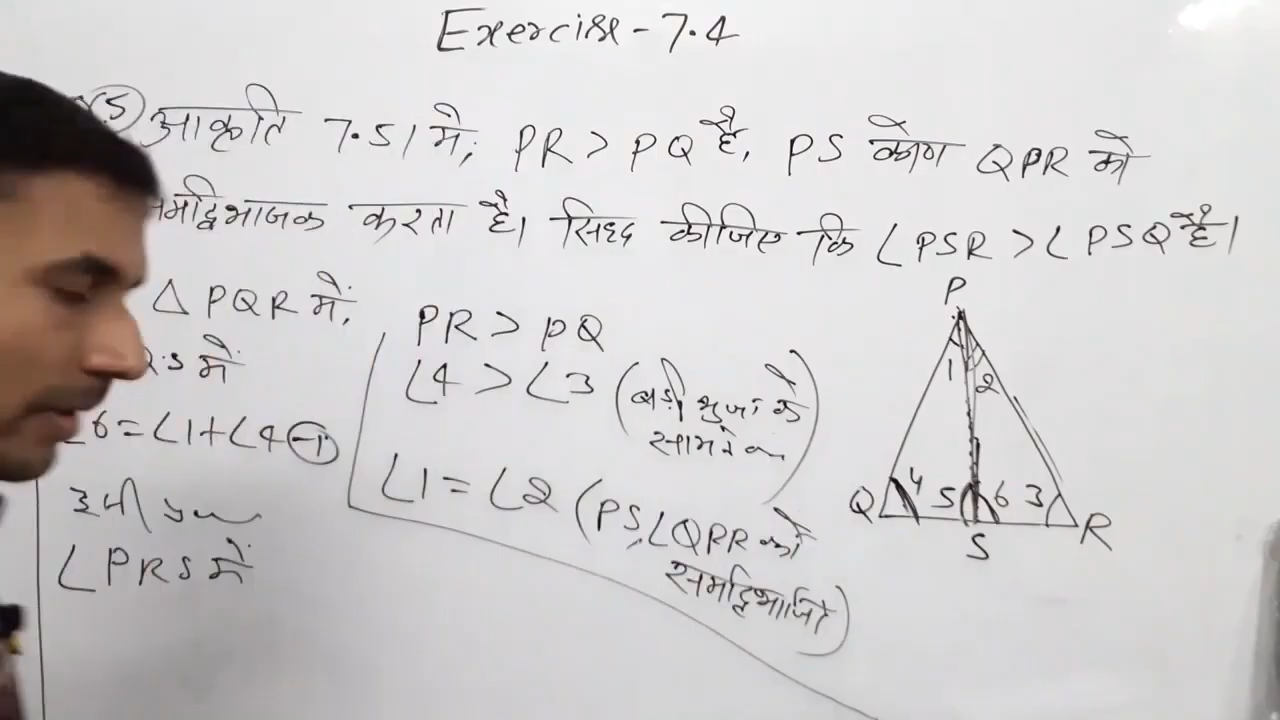 Exercise-7.4
5) आकृति 7.51 में, PR > PQ है, PS कोण QPR को
समद्विभाजक करता है। सिध्द कीजिए कि ∠PSR > ∠PSQ है।
△ PQR में,
PR > PQ
∠4 > ∠3 (बड़ी भुजा के
सामने का
∠1 = ∠2 (PS, ∠QPR को
समद्विभाजित)
S में
∠6 = ∠1 + ∠4 -1
इसी
∠PRS में
P
1 2
Q 4 5 6 3 R
S